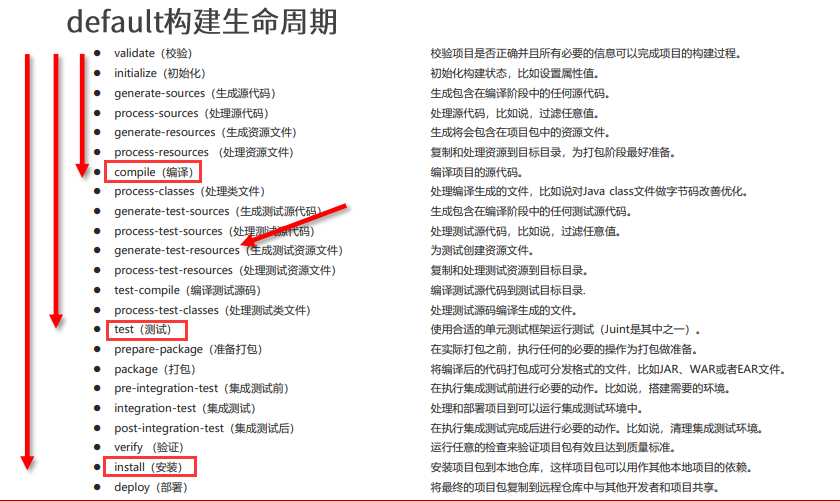 default构建生命周期
validate（校验） 校验项目是否正确并且所有必要的信息可以完成项目的构建过程。
initialize（初始化） 初始化构建状态，比如设置属性值。
generate-sources（生成源代码） 生成包含在编译阶段中的任何源代码。
process-sources（处理源代码） 处理源代码，比如说，过滤任意值。
generate-resources（生成资源文件） 生成将会包含在项目包中的资源文件。
process-resources （处理资源文件） 复制和处理资源到目标目录，为打包阶段最好准备。
compile（编译） 编译项目的源代码。
process-classes（处理类文件） 处理编译生成的文件，比如说对Java class文件做字节码改善优化。
generate-test-sources（生成测试源代码） 生成包含在编译阶段中的任何测试源代码。
process-test-sources（处理测试源代码） 处理测试源代码，比如说，过滤任意值。
generate-test-resources（生成测试资源文件） 为测试创建资源文件。
process-test-resources（处理测试资源文件） 复制和处理测试资源到目标目录。
test-compile（编译测试源码） 编译测试源代码到测试目标目录.
process-test-classes（处理测试类文件） 处理测试源码编译生成的文件。
test（测试） 使用合适的单元测试框架运行测试（Juint是其中之一）。
prepare-package（准备打包） 在实际打包之前，执行任何的必要的操作为打包做准备。
package（打包） 将编译后的代码打包成可分发格式的文件，比如JAR、WAR或者EAR文件。
pre-integration-test（集成测试前） 在执行集成测试前进行必要的动作。比如说，搭建需要的环境。
integration-test（集成测试） 处理和部署项目到可以运行集成测试环境中。
post-integration-test（集成测试后） 在执行集成测试完成后进行必要的动作。比如说，清理集成测试环境。
verify （验证） 运行任意的检查来验证项目包有效且达到质量标准。
install（安装） 安装项目包到本地仓库，这样项目包可以用作其他本地项目的依赖。
deploy（部署） 将最终的项目包复制到远程仓库中与其他开发者和项目共享。